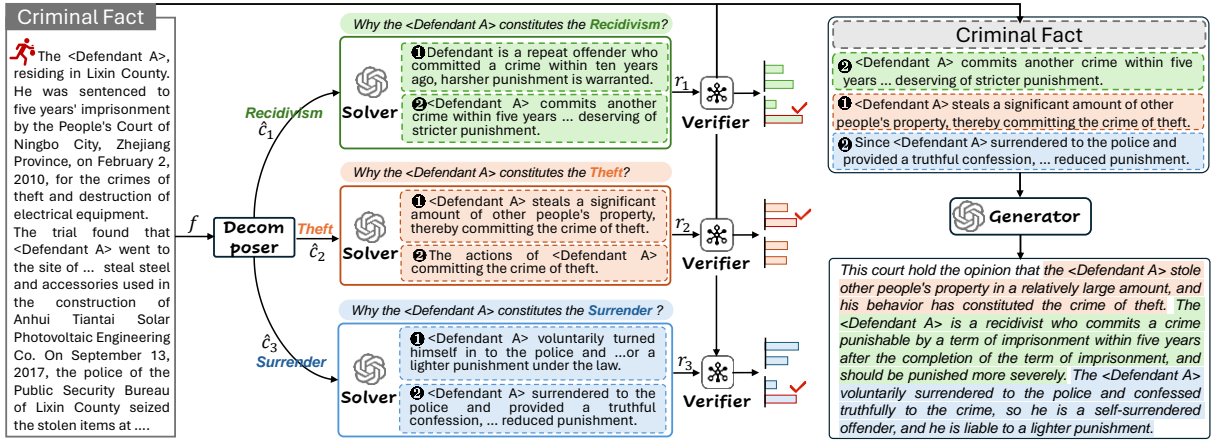 Criminal Fact
The <Defendant A>,
residing in Lixin County.
He was sentenced to
five years' imprisonment
by the People's Court of
Ningbo City, Zhejiang
Province, on February 2,
2010, for the crimes of
theft and destruction of
electrical equipment.
The trial found that
<Defendant A> went to
the site of ... steal steel
and accessories used in
the construction of
Anhui Tiantai Solar
Photovoltaic Engineering
Co. On September 13,
2017, the police of the
Public Security Bureau
of Lixin County seized
the stolen items at ....
f
Decom
poser
Recidivism
ĉ1
Theft
ĉ2
ĉ3
Surrender
Why the <Defendant A> constitutes the Recidivism?
Solver
❶Defendant is a repeat offender who
committed a crime within ten years
ago, harsher punishment is warranted.
❷<Defendant A> commits another
crime within five years ... deserving of
stricter punishment.
r1
Verifier
Why the <Defendant A> constitutes the Theft?
Solver
❶ <Defendant A> steals a significant
amount of other people's property,
thereby committing the crime of theft.
❷ The actions of <Defendant A>
committing the crime of theft.
r2
Verifier
Why the <Defendant A> constitutes the Surrender ?
Solver
❶ <Defendant A> voluntarily turned
himself in to the police and ...or a
lighter punishment under the law.
❷ <Defendant A> surrendered to the
police and provided a truthful
confession, ... reduced punishment.
r3
Verifier
Criminal Fact
❷ <Defendant A> commits another crime within five
years ... deserving of stricter punishment.
❶ <Defendant A> steals a significant amount of other
people's property, thereby committing the crime of theft.
❷ Since <Defendant A> surrendered to the police and
provided a truthful confession, ... reduced punishment.
Generator
This court hold the opinion that the <Defendant A> stole
other people's property in a relatively large amount, and
his behavior has constituted the crime of theft. The
<Defendant A> is a recidivist who commits a crime
punishable by a term of imprisonment within five years
after the completion of the term of imprisonment, and
should be punished more severely. The <Defendant A>
voluntarily surrendered to the police and confessed
truthfully to the crime, so he is a self-surrendered
offender, and he is liable to a lighter punishment.